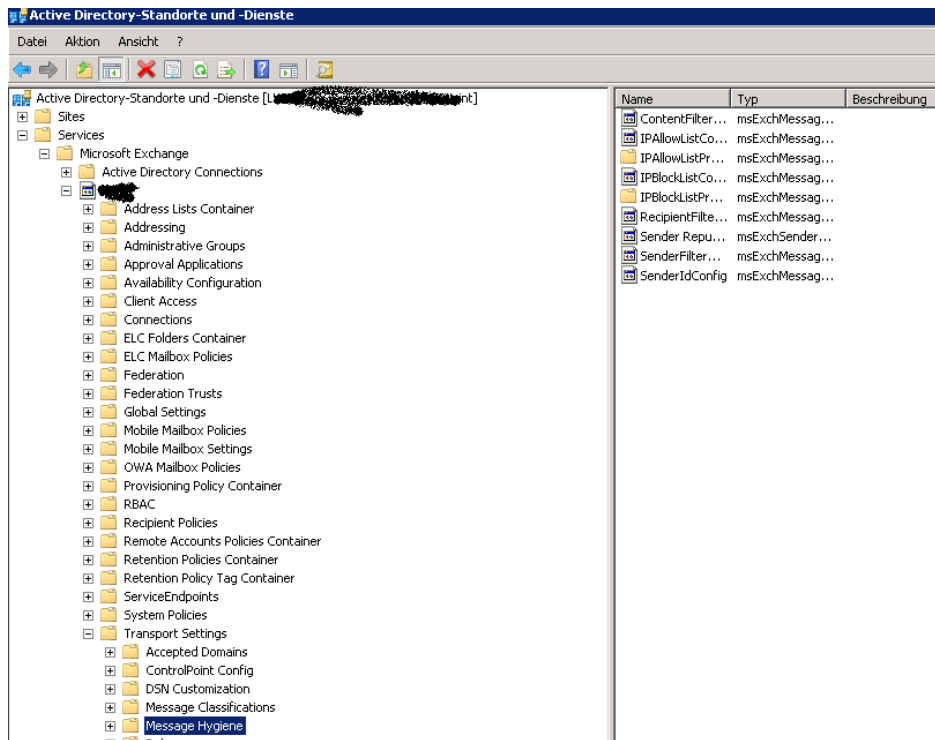 Active Directory-Standorte und -Dienste
Datei Aktion Ansicht ?
Active Directory-Standorte und -Dienste [L int]
Sites
Services
Microsoft Exchange
Active Directory Connections
Address Lists Container
Addressing
Administrative Groups
Approval Applications
Availability Configuration
Client Access
Connections
ELC Folders Container
ELC Mailbox Policies
Federation
Federation Trusts
Global Settings
Mobile Mailbox Policies
Mobile Mailbox Settings
OWA Mailbox Policies
Provisioning Policy Container
RBAC
Recipient Policies
Remote Accounts Policies Container
Retention Policies Container
Retention Policy Tag Container
ServiceEndpoints
System Policies
Transport Settings
Accepted Domains
ControlPoint Config
DSN Customization
Message Classifications
Message Hygiene
Name Typ Beschreibung
ContentFilter... msExchMessag...
IPAllowListCo... msExchMessag...
IPAllowListPr... msExchMessag...
IPBlockListCo... msExchMessag...
IPBlockListPr... msExchMessag...
RecipientFilte... msExchMessag...
Sender Repu... msExchSender...
SenderFilter... msExchMessag...
SenderIdConfig msExchMessag...